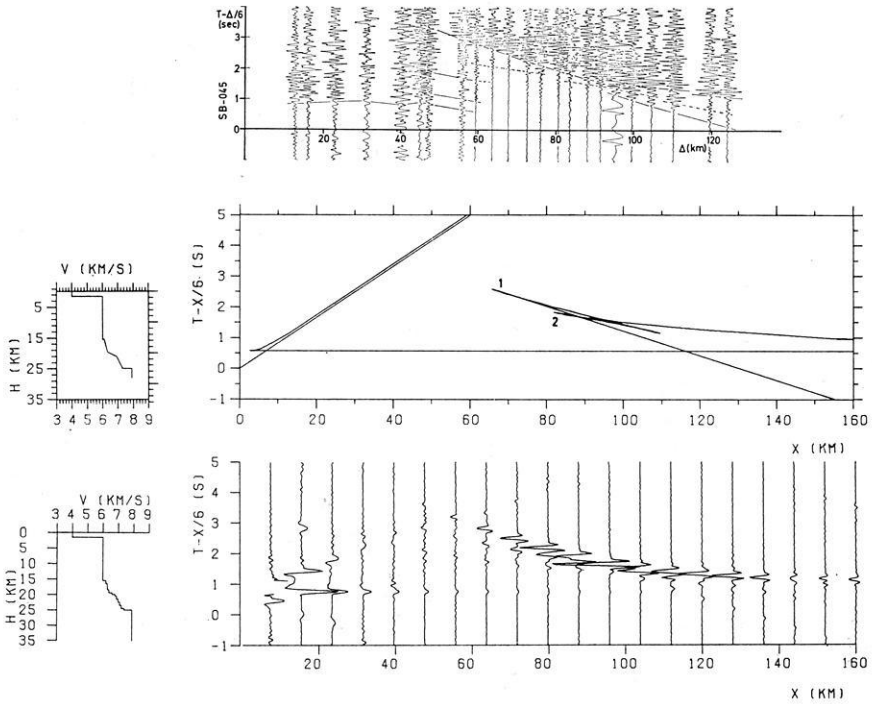 T-Δ/6
(sec)
3
2
1
0
SB-045
20 40 60 80 100 120
Δ(km)
V (KM/S)
5
15
25
35
H (KM)
3 4 5 6 7 8 9
T-X/6 (S)
5
4
3
2
1
0
-1
1
2
0 20 40 60 80 100 120 140 160
X (KM)
V (KM/S)
3 4 5 6 7 8 9
0
5
10
15
20
25
30
35
H (KM)
T-X/6 (S)
5
4
3
2
1
0
-1
20 40 60 80 100 120 140 160
X (KM)